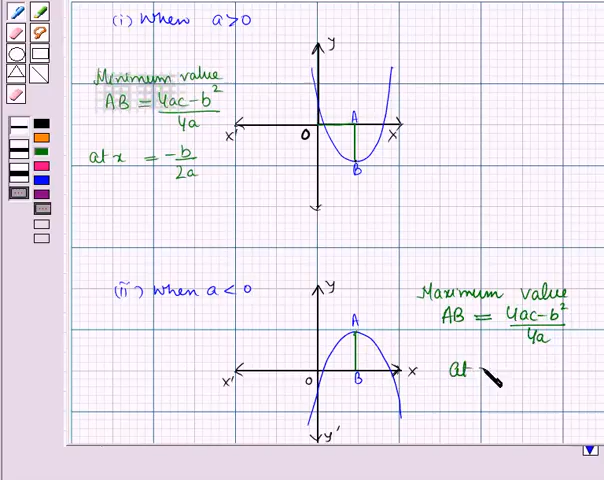 (i) When a>0
y
Minimum value
AB = 4ac-b²/4a
A
x'
O
x
at x = -b/2a
B
(ii) When a<0
y
Maximum value
AB = 4ac-b²/4a
A
x'
O
B
x
at
y'